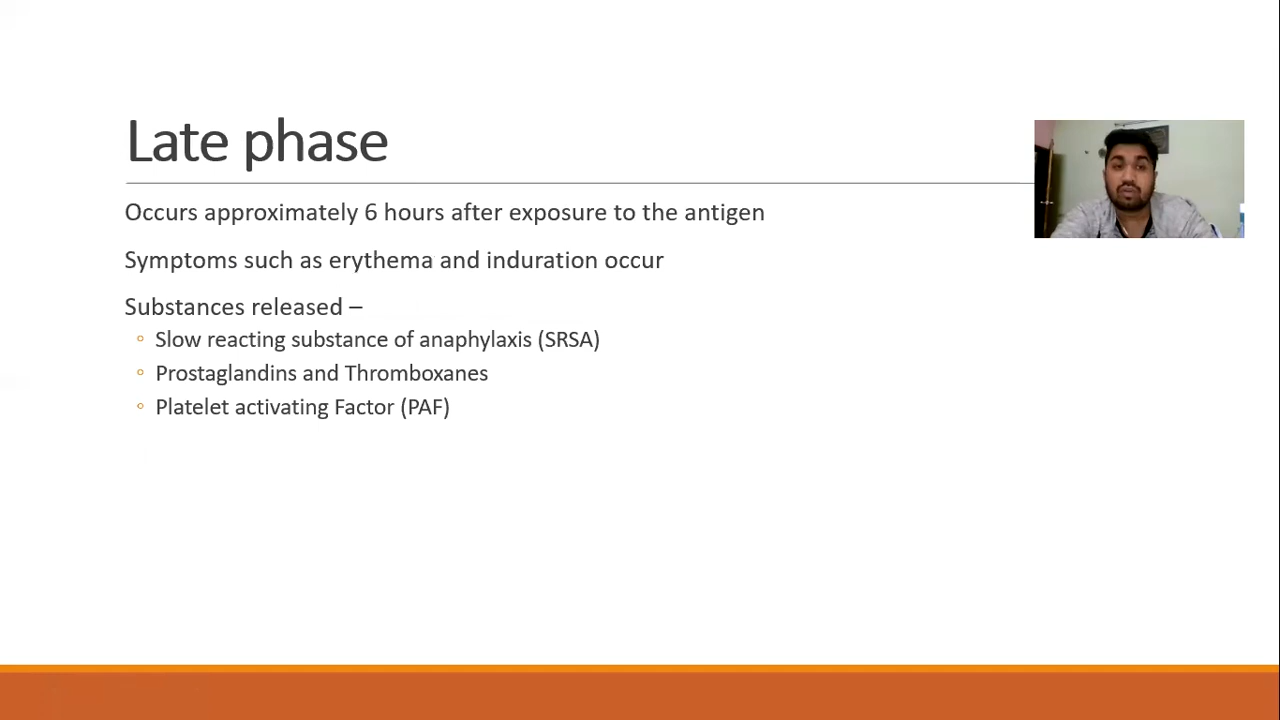 Late phase
Occurs approximately 6 hours after exposure to the antigen
Symptoms such as erythema and induration occur
Substances released –
◦ Slow reacting substance of anaphylaxis (SRSA)
◦ Prostaglandins and Thromboxanes
◦ Platelet activating Factor (PAF)